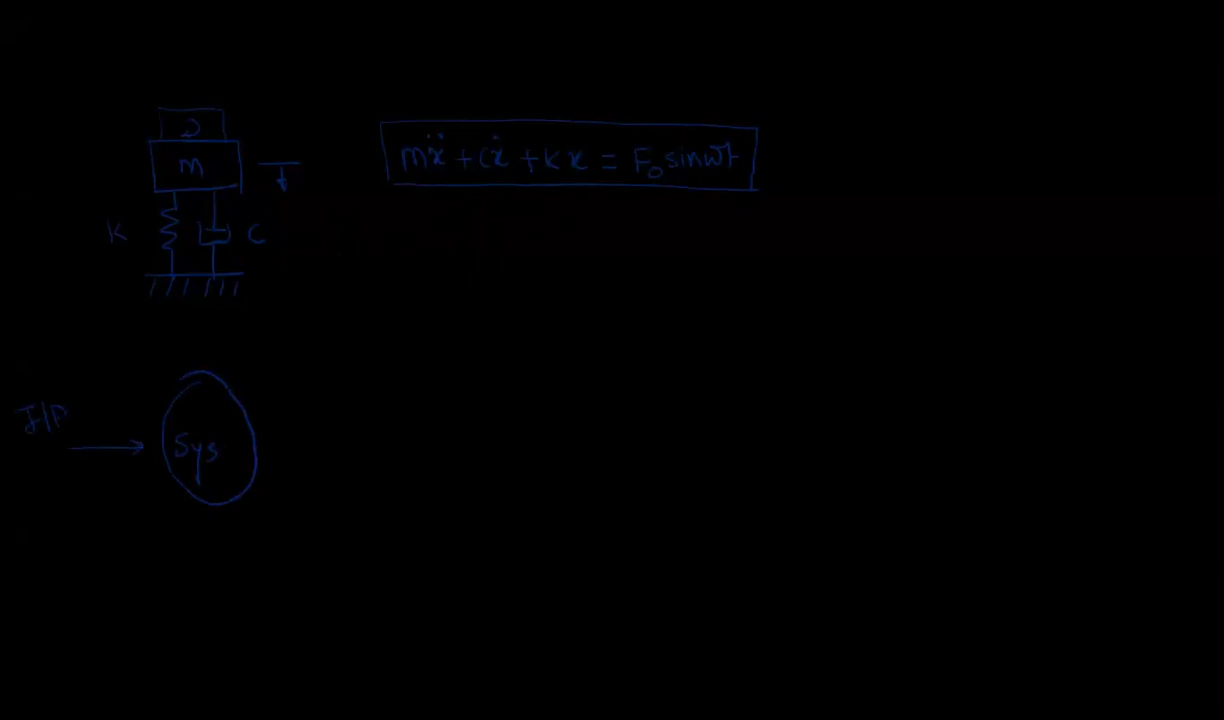 m
mẍ + cẋ + Kx = F₀ sinωt
K
C
I/P
Sys